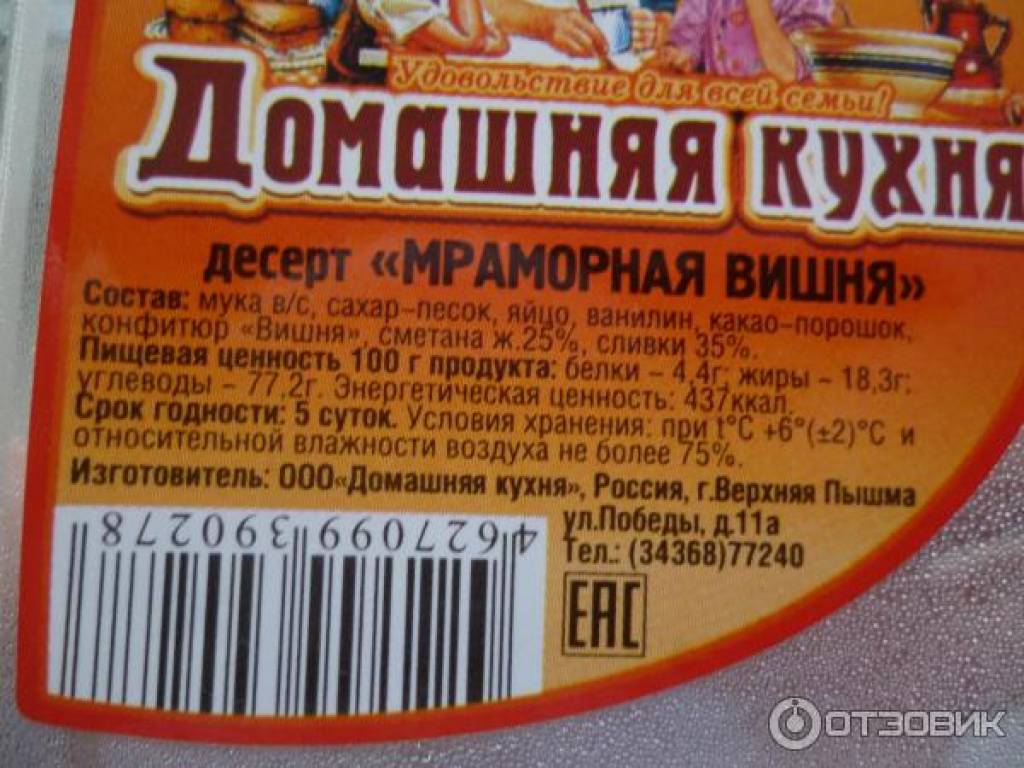 Удовольствие для всей семьи!
Домашняя кухня
десерт «МРАМОРНАЯ ВИШНЯ»
Состав: мука в/с, сахар-песок, яйцо, ванилин, какао-порошок,
конфитюр «Вишня», сметана ж.25%, сливки 35%.
Пищевая ценность 100 г продукта: белки – 4,4г; жиры – 18,3г;
углеводы – 77,2г. Энергетическая ценность: 437ккал.
Срок годности: 5 суток. Условия хранения: при t°C +6°(±2)°C и
относительной влажности воздуха не более 75%.
Изготовитель: ООО«Домашняя кухня», Россия, г.Верхняя Пышма
ул.Победы, д.11а
Тел.: (34368)77240
4627099390278
EAC
ОТЗОВИК